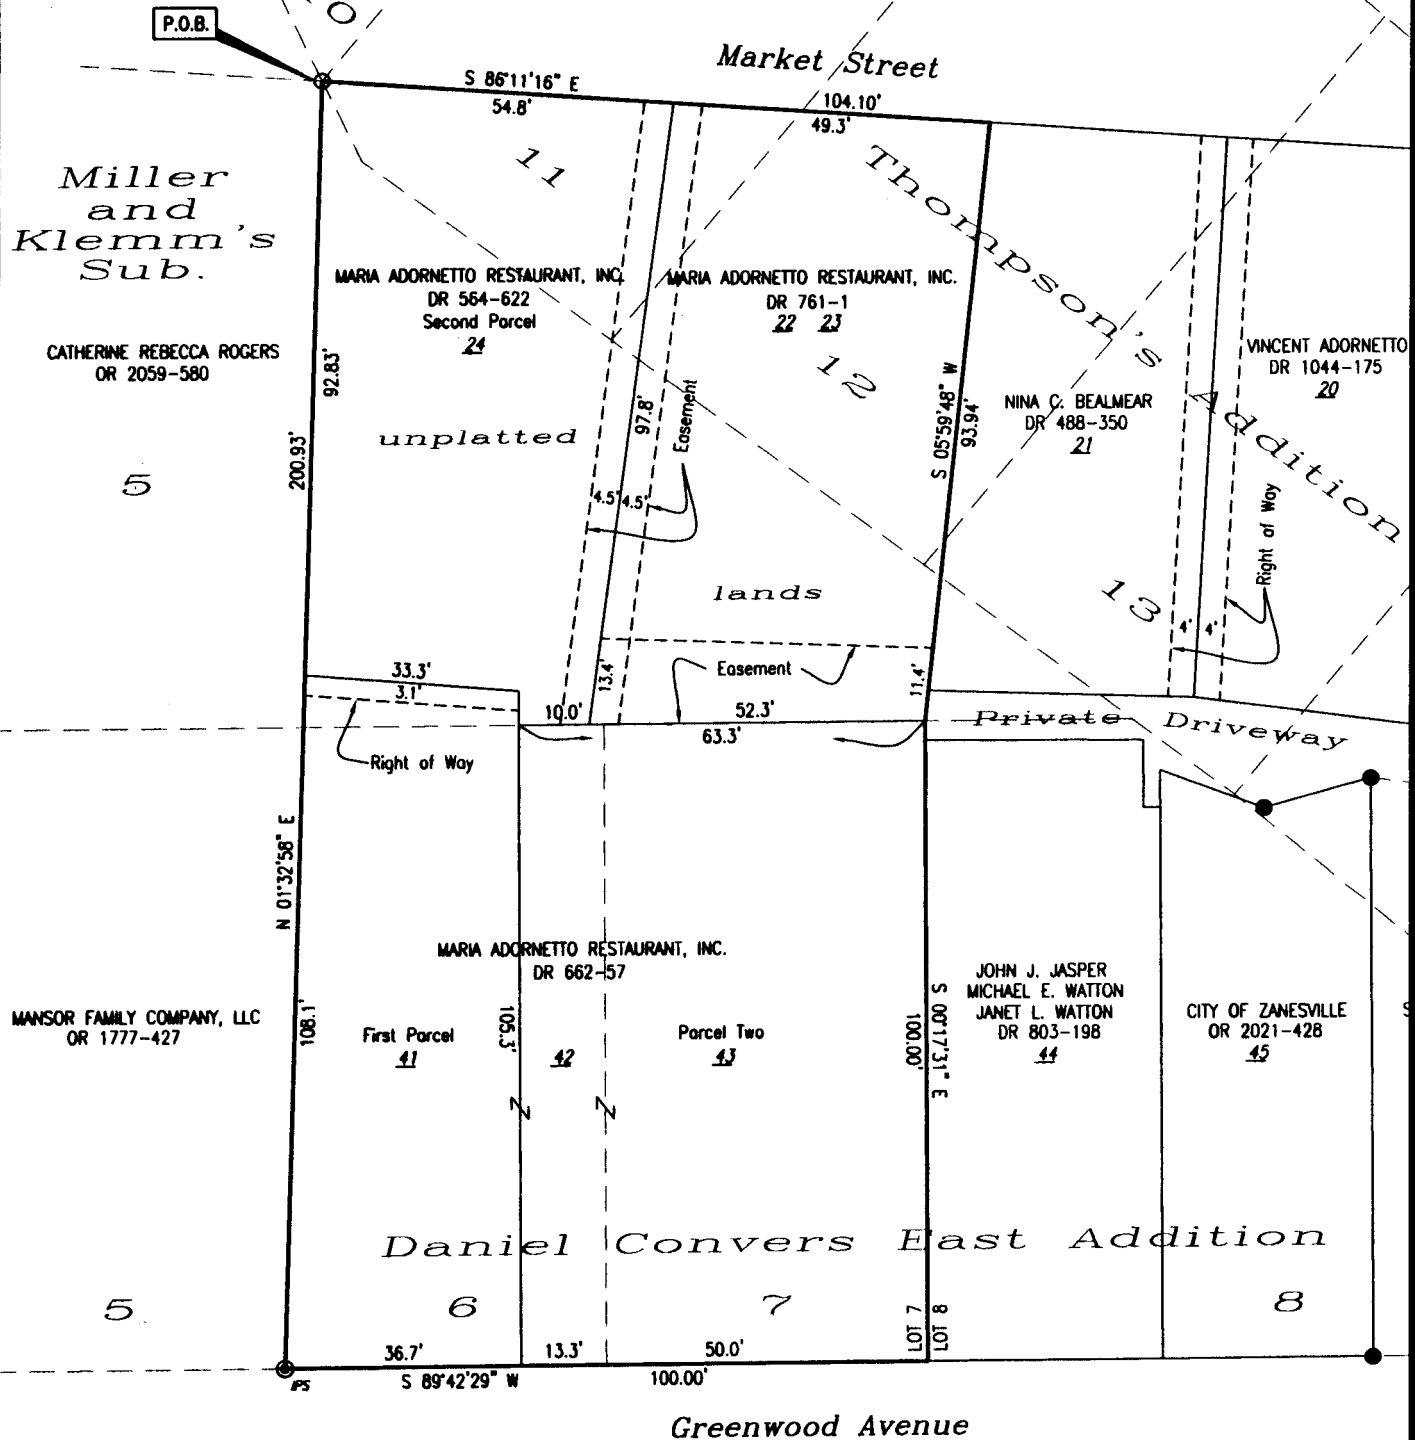 P.O.B.
O
Market Street
S 86°11'16" E
104.10'
54.8'
49.3'
11
Thompson's Addition
Miller
and
Klemm's
Sub.
MARIA ADORNETTO RESTAURANT, INC.
DR 564-622
Second Parcel
24
MARIA ADORNETTO RESTAURANT, INC.
DR 761-1
22 23
12
CATHERINE REBECCA ROGERS
OR 2059-580
92.83'
VINCENT ADORNETTO
DR 1044-175
20
NINA C. BEALMEAR
DR 488-350
21
S 05°59'48" W
93.94'
97.8'
Easement
unplatted
200.93'
5
4.5' 4.5'
Right of Way
lands
13
4' 4'
33.3'
3.1'
13.4'
Easement
11.4'
10.0'
52.3'
63.3'
Private Driveway
Right of Way
N 01°32'58" E
MARIA ADORNETTO RESTAURANT, INC.
DR 662-57
JOHN J. JASPER
MICHAEL E. WATTON
JANET L. WATTON
DR 803-198
44
MANSOR FAMILY COMPANY, LLC
OR 1777-427
CITY OF ZANESVILLE
OR 2021-428
45
S
108.1'
First Parcel
41
105.3'
42
Parcel Two
43
100.00'
S 00°17'31" E
Z Z
Daniel Convers East Addition
5
6
7
8
LOT 7
LOT 8
36.7'
13.3'
50.0'
IPS
S 89°42'29" W
100.00'
Greenwood Avenue